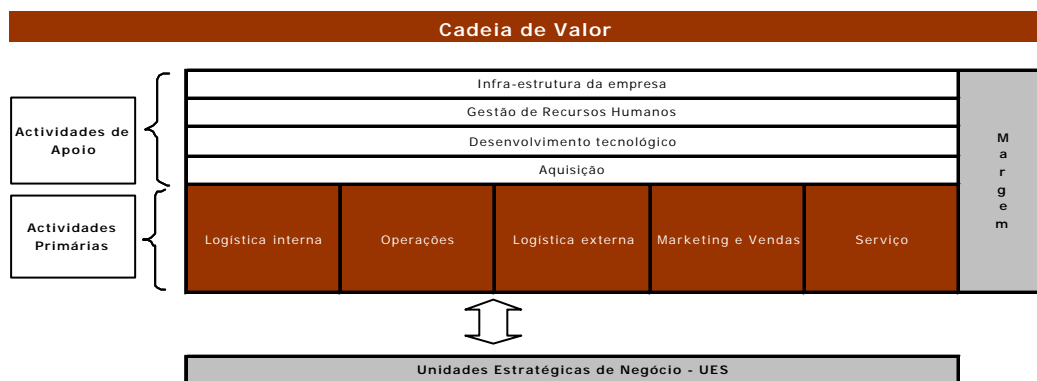 Cadeia de Valor
Infra-estrutura da empresa
Gestão de Recursos Humanos
Desenvolvimento tecnológico
Aquisição
Actividades de
Apoio
Actividades
Primárias
Logística interna
Operações
Logística externa
Marketing e Vendas
Serviço
Margem
Unidades Estratégicas de Negócio - UES